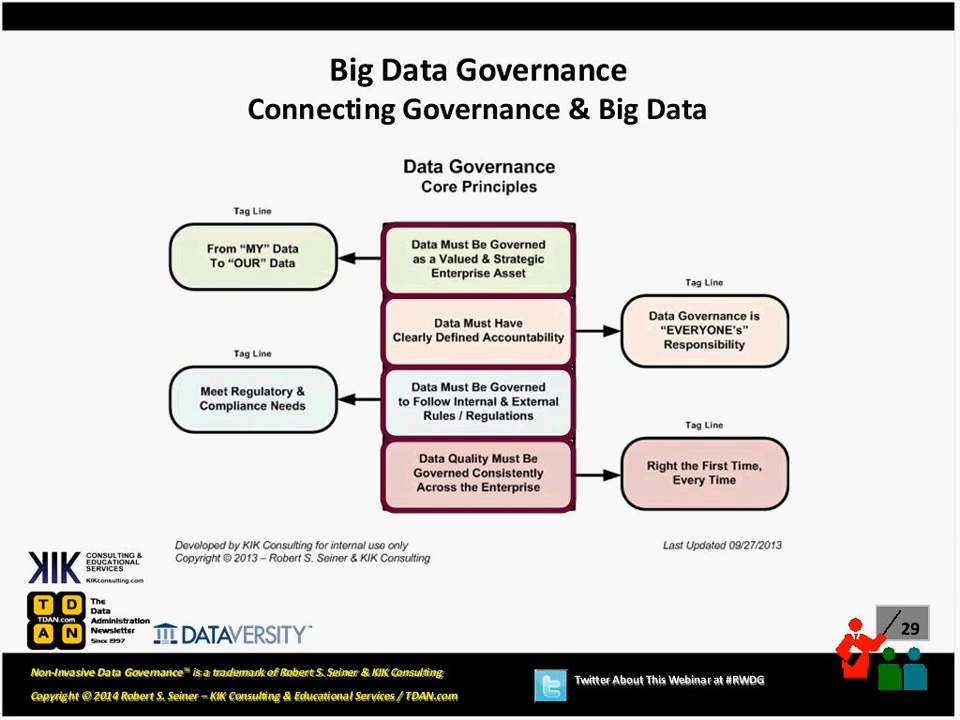 Big Data Governance
Connecting Governance & Big Data
Data Governance
Core Principles
Tag Line
From “MY” Data
To “OUR” Data
Data Must Be Governed
as a Valued & Strategic
Enterprise Asset
Tag Line
Data Must Have
Clearly Defined Accountability
Data Governance is
“EVERYONE’s”
Responsibility
Tag Line
Meet Regulatory &
Compliance Needs
Data Must Be Governed
to Follow Internal & External
Rules / Regulations
Tag Line
Data Quality Must Be
Governed Consistently
Across the Enterprise
Right the First Time,
Every Time
Developed by KIK Consulting for internal use only
Copyright © 2013 – Robert S. Seiner & KIK Consulting
Last Updated 09/27/2013
KIK
CONSULTING &
EDUCATIONAL
SERVICES
KIKconsulting.com
T D
TDAN.com
A N
The
Data
Administration
Newsletter
Since 1997
DATAVERSITY™
29
Non-Invasive Data Governance™ is a trademark of Robert S. Seiner & KIK Consulting
Copyright © 2014 Robert S. Seiner – KIK Consulting & Educational Services / TDAN.com
Twitter About This Webinar at #RWDG